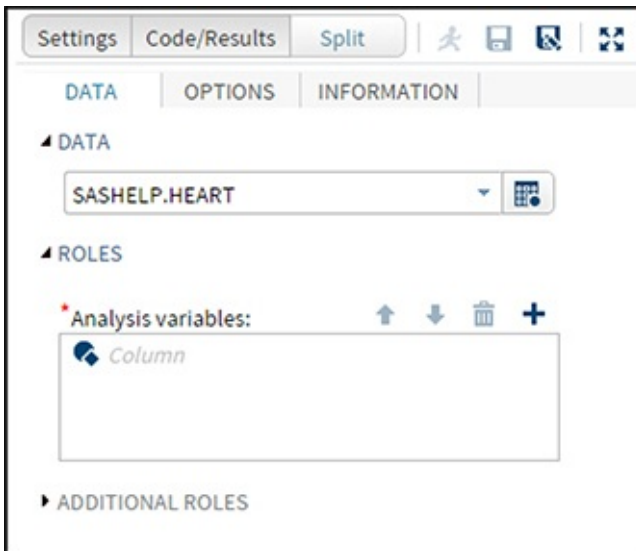 Settings Code/Results Split
DATA OPTIONS INFORMATION
DATA
SASHELP.HEART
ROLES
*Analysis variables:
Column
ADDITIONAL ROLES